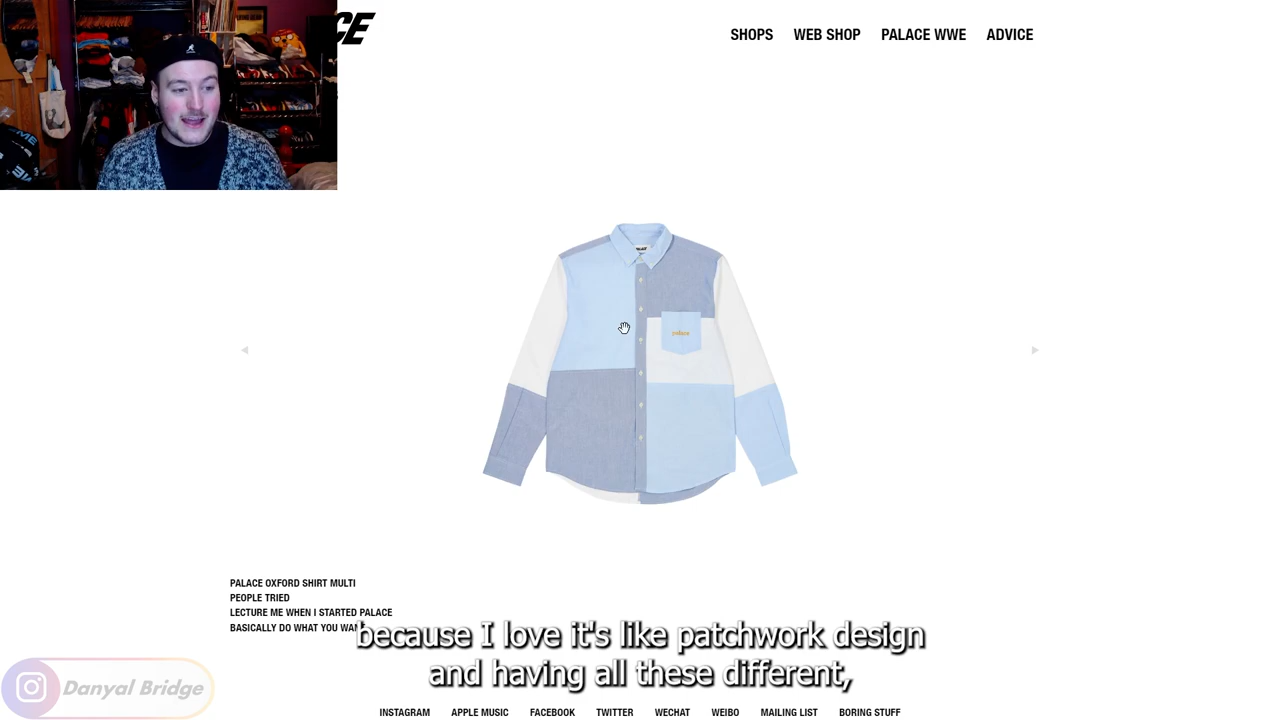 SHOPS WEB SHOP PALACE WWE ADVICE
palace
PALACE OXFORD SHIRT MULTI
PEOPLE TRIED
LECTURE ME WHEN I STARTED PALACE
BASICALLY DO WHAT YOU WAN
because I love it's like patchwork design
and having all these different,
Danyal Bridge
INSTAGRAM APPLE MUSIC FACEBOOK TWITTER WECHAT WEIBO MAILING LIST BORING STUFF